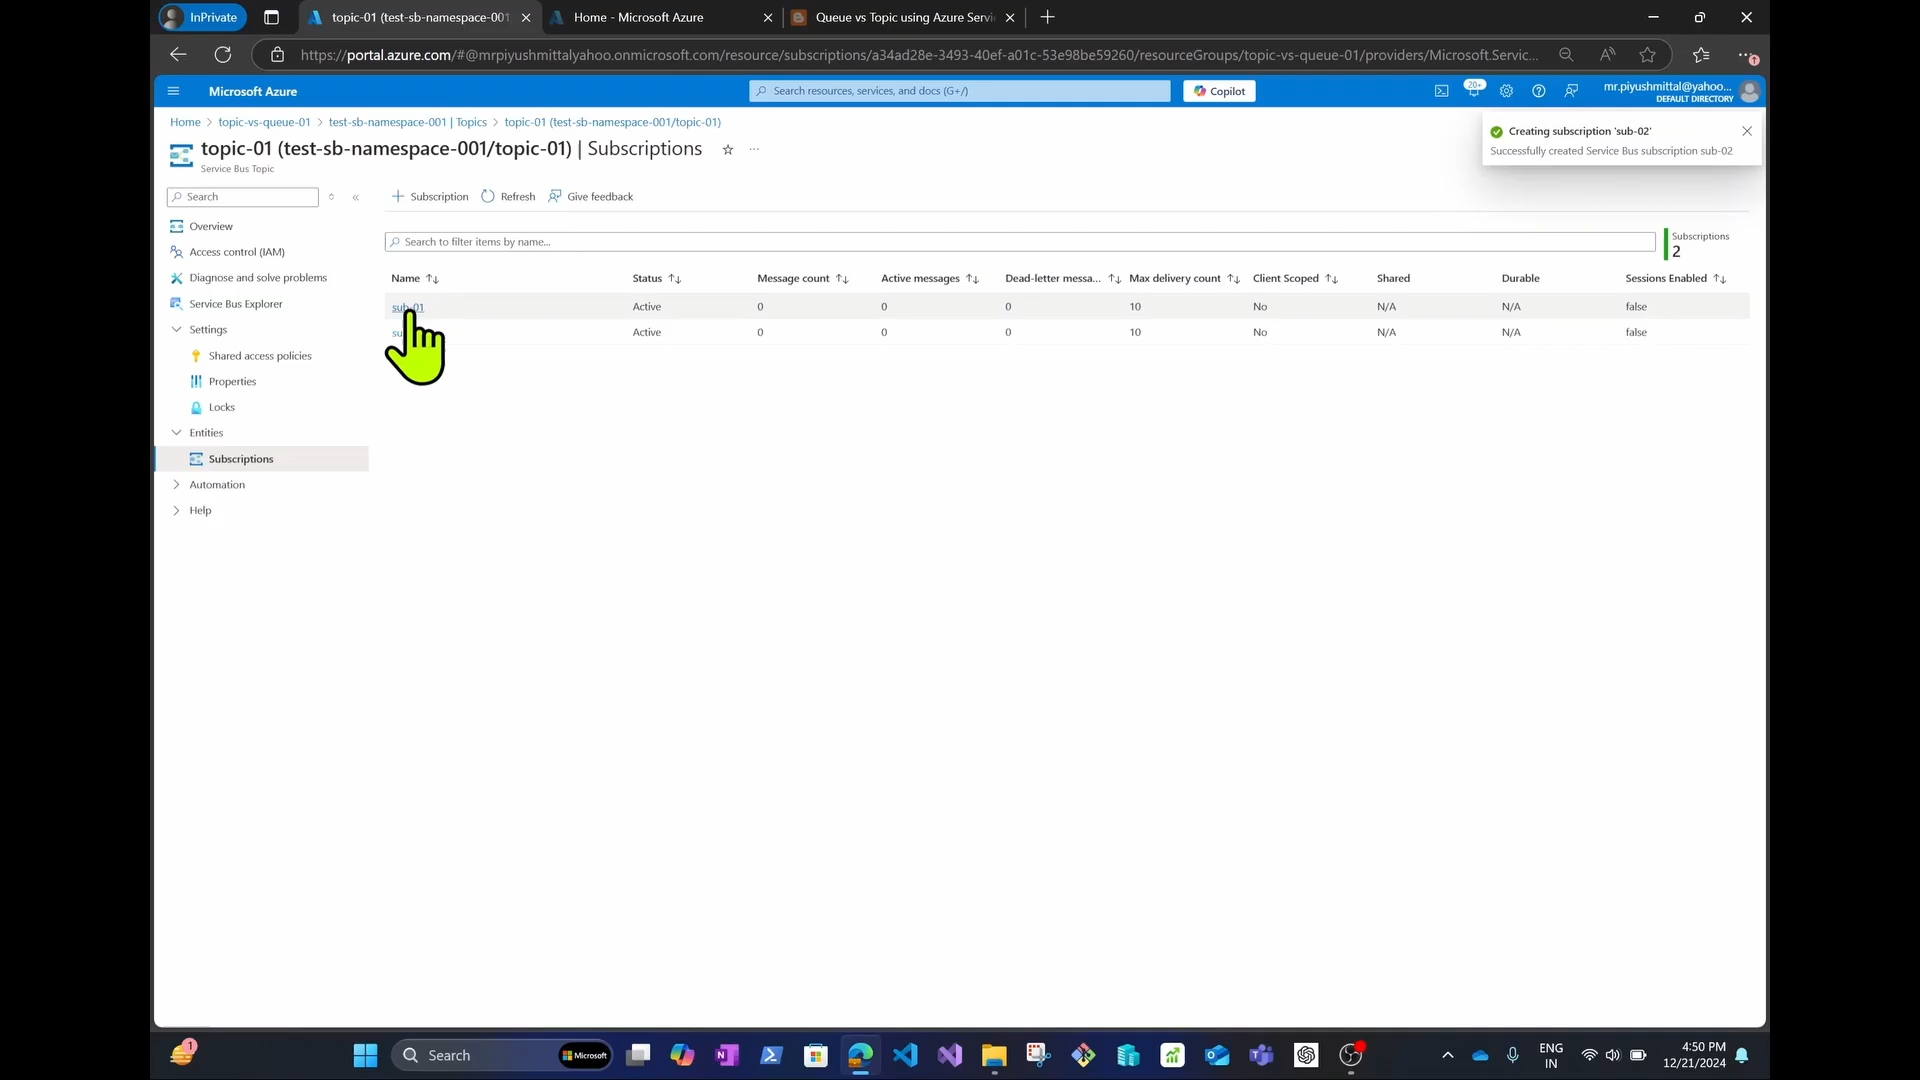 InPrivate
topic-01 (test-sb-namespace-001
Home - Microsoft Azure
Queue vs Topic using Azure Servi
https://portal.azure.com/#@mrpiyushmittalyahoo.onmicrosoft.com/resource/subscriptions/a34ad28e-3493-40ef-a01c-53e98be59260/resourceGroups/topic-vs-queue-01/providers/Microsoft.Servic...
Microsoft Azure
Search resources, services, and docs (G+/)
Copilot
20+
mr.piyushmittal@yahoo...
DEFAULT DIRECTORY
Home > topic-vs-queue-01 > test-sb-namespace-001 | Topics > topic-01 (test-sb-namespace-001/topic-01)
topic-01 (test-sb-namespace-001/topic-01) | Subscriptions
Service Bus Topic
Creating subscription 'sub-02'
Successfully created Service Bus subscription sub-02
Search
Subscription
Refresh
Give feedback
Overview
Access control (IAM)
Diagnose and solve problems
Service Bus Explorer
Settings
Shared access policies
Properties
Locks
Entities
Subscriptions
Automation
Help
Search to filter items by name...
Subscriptions
2
Name Status Message count Active messages Dead-letter messa... Max delivery count Client Scoped Shared Durable Sessions Enabled
sub-01 Active 0 0 0 10 No N/A N/A false
su Active 0 0 0 10 No N/A N/A false
1
Search
Microsoft
ENG
IN
4:50 PM
12/21/2024